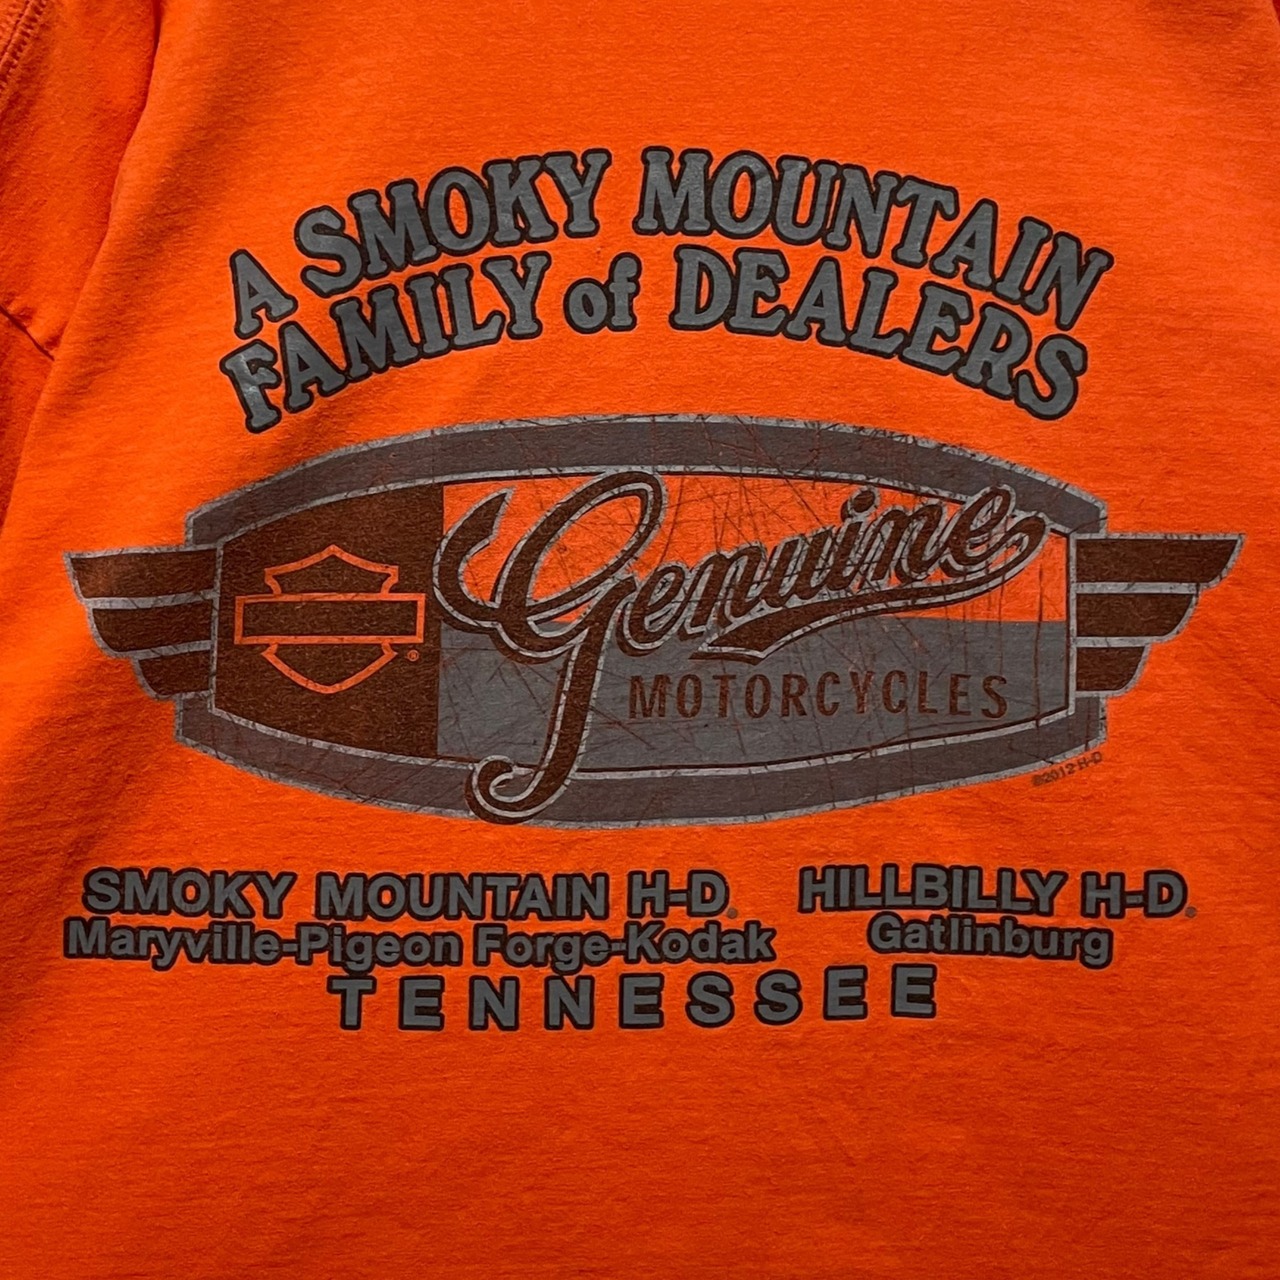 A SMOKY MOUNTAIN
FAMILY of DEALERS
Genuine
MOTORCYCLES
®
©2012 H-D
SMOKY MOUNTAIN H-D® HILLBILLY H-D®
Maryville-Pigeon Forge-Kodak Gatlinburg
TENNESSEE